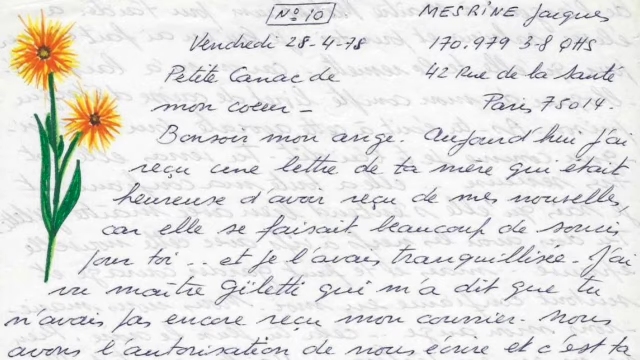 N° 10
MESRINE Jacques
Vendredi 28-4-78
170.979 3-8 QHS
Petite Canac de
42 Rue de la Santé
mon coeur –
Paris 75014.
Bonsoir mon ange. Aujourd'hui j'ai
reçu une lettre de ta mère qui était
heureuse d'avoir reçu de mes nouvelles,
car elle se faisait beaucoup de soucis
pour toi... et je l'avais tranquillisée – J'ai
vu maître Giletti qui m'a dit que tu
n'avais pas encore reçu mon courrier – nous
avons l'autorisation de nous écrire et c'est ta